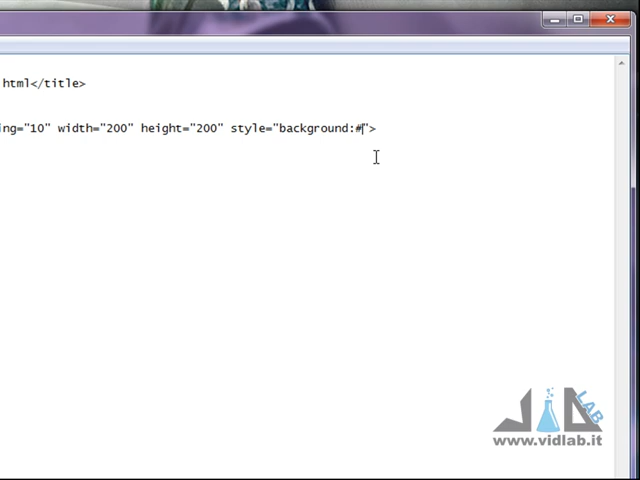 html</title>
ing="10" width="200" height="200" style="background:#">
LAB
www.vidlab.it